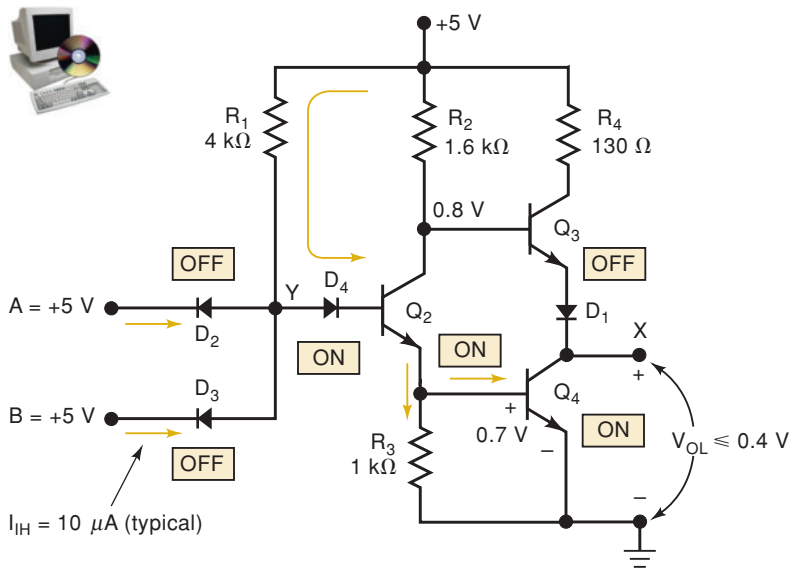 +5 V
R1
4 kΩ
R2
1.6 kΩ
R4
130 Ω
0.8 V
Q3
OFF
OFF
D4
Y
A = +5 V
D2
Q2
D1
X
ON
ON
+
B = +5 V
D3
+
Q4
0.7 V
ON
OFF
R3
1 kΩ
–
VOL ≤ 0.4 V
–
IIH = 10 μA (typical)